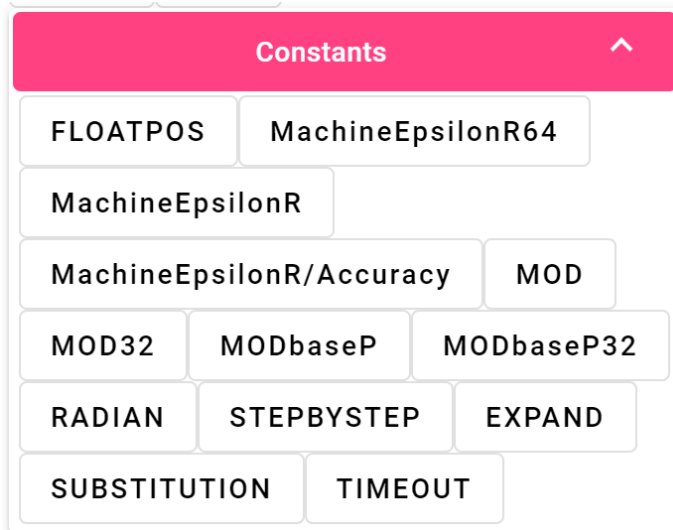 Constants
FLOATPOS MachineEpsilonR64
MachineEpsilonR
MachineEpsilonR/Accuracy MOD
MOD32 MODbaseP MODbaseP32
RADIAN STEPBYSTEP EXPAND
SUBSTITUTION TIMEOUT